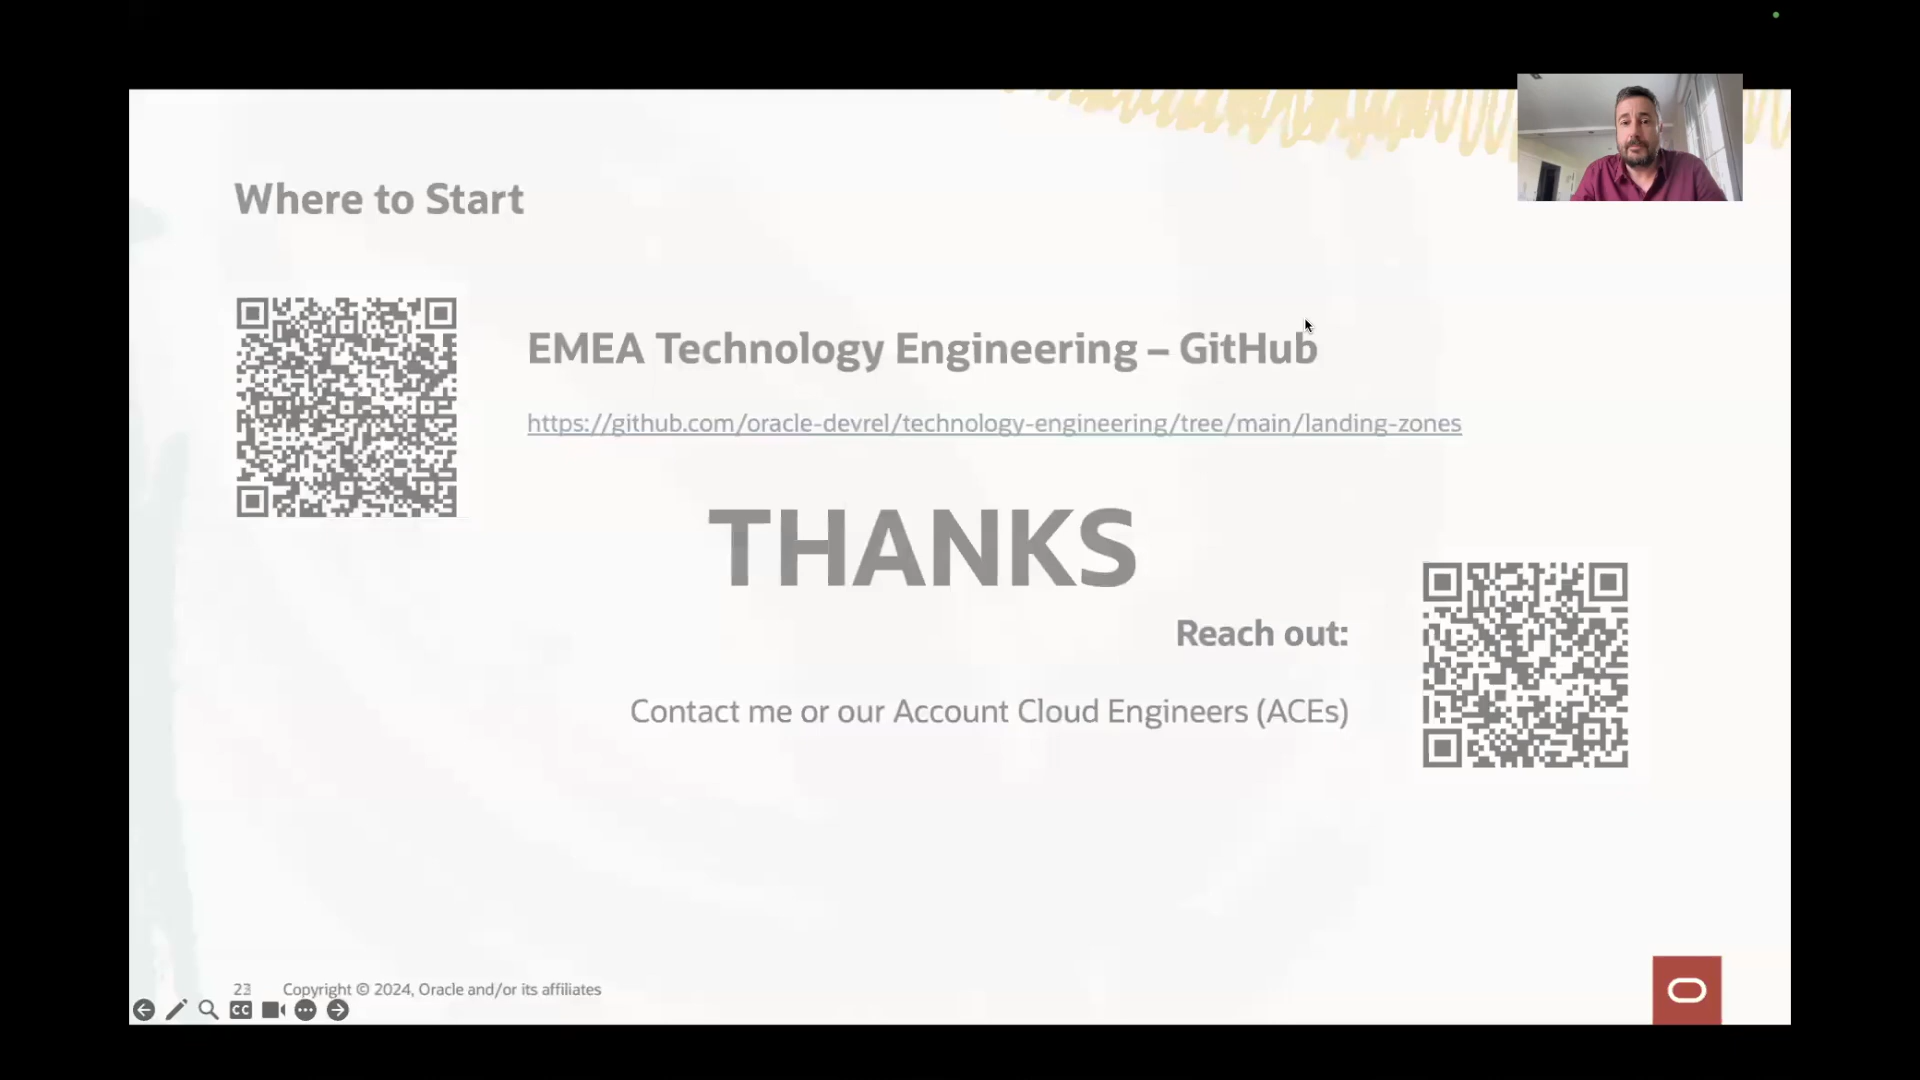 Where to Start
EMEA Technology Engineering – GitHub
https://github.com/oracle-devrel/technology-engineering/tree/main/landing-zones
THANKS
Reach out:
Contact me or our Account Cloud Engineers (ACEs)
23 Copyright © 2024, Oracle and/or its affiliates
CC